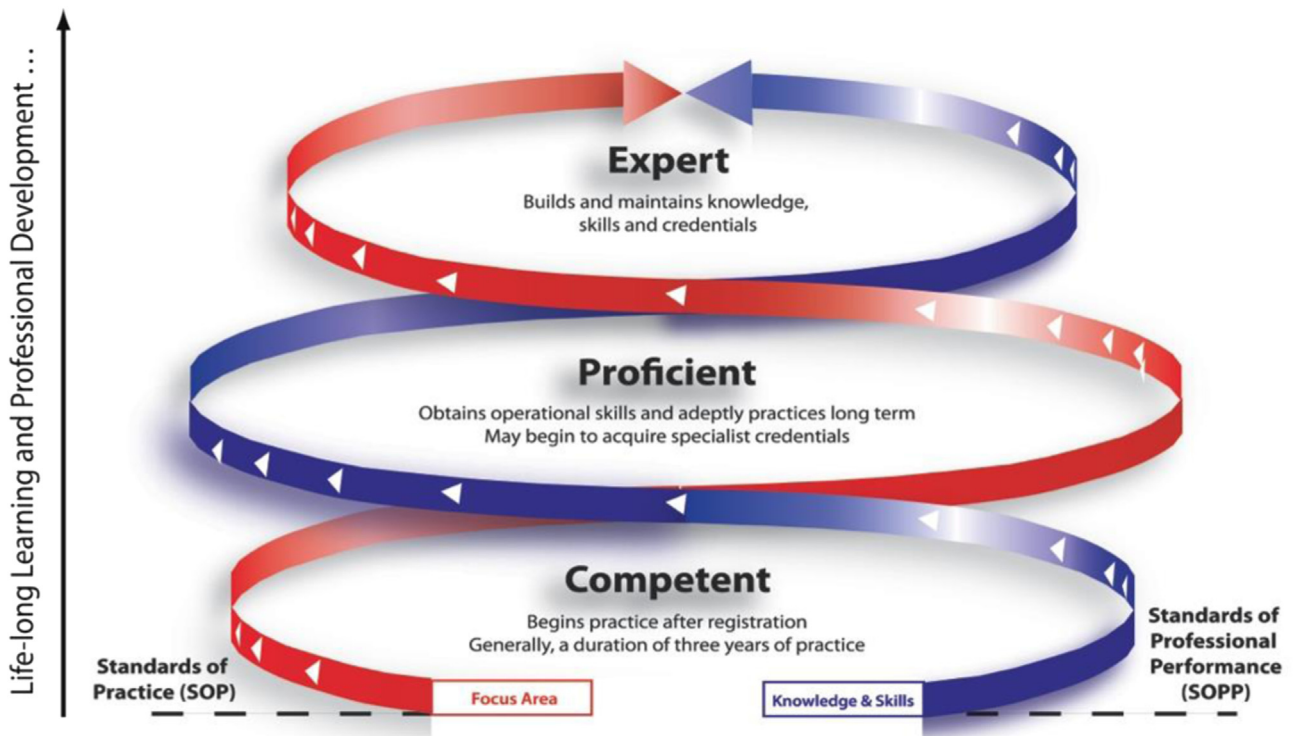 Life-long Learning and Professional Development ...
Expert
Builds and maintains knowledge,
skills and credentials
Proficient
Obtains operational skills and adeptly practices long term
May begin to acquire specialist credentials
Competent
Begins practice after registration
Generally, a duration of three years of practice
Standards of
Practice (SOP)
Focus Area
Knowledge & Skills
Standards of
Professional
Performance
(SOPP)